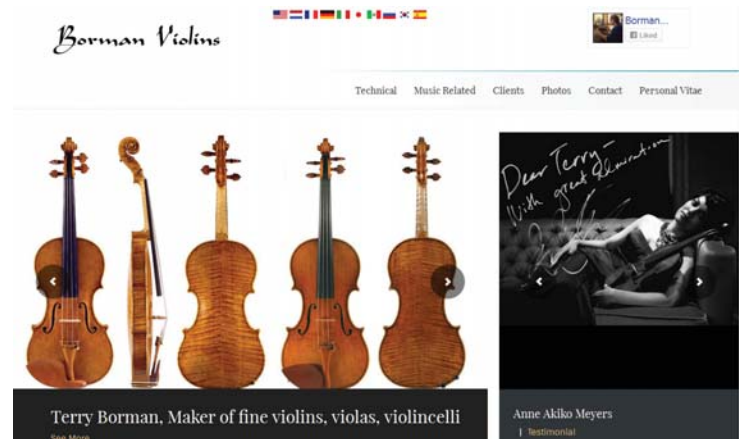 Borman Violins
Borman...
Liked
Technical Music Related Clients Photos Contact Personal Vitae
Dear Terry—
With great admiration
Terry Borman, Maker of fine violins, violas, violincelli
See More
Anne Akiko Meyers
| Testimonial